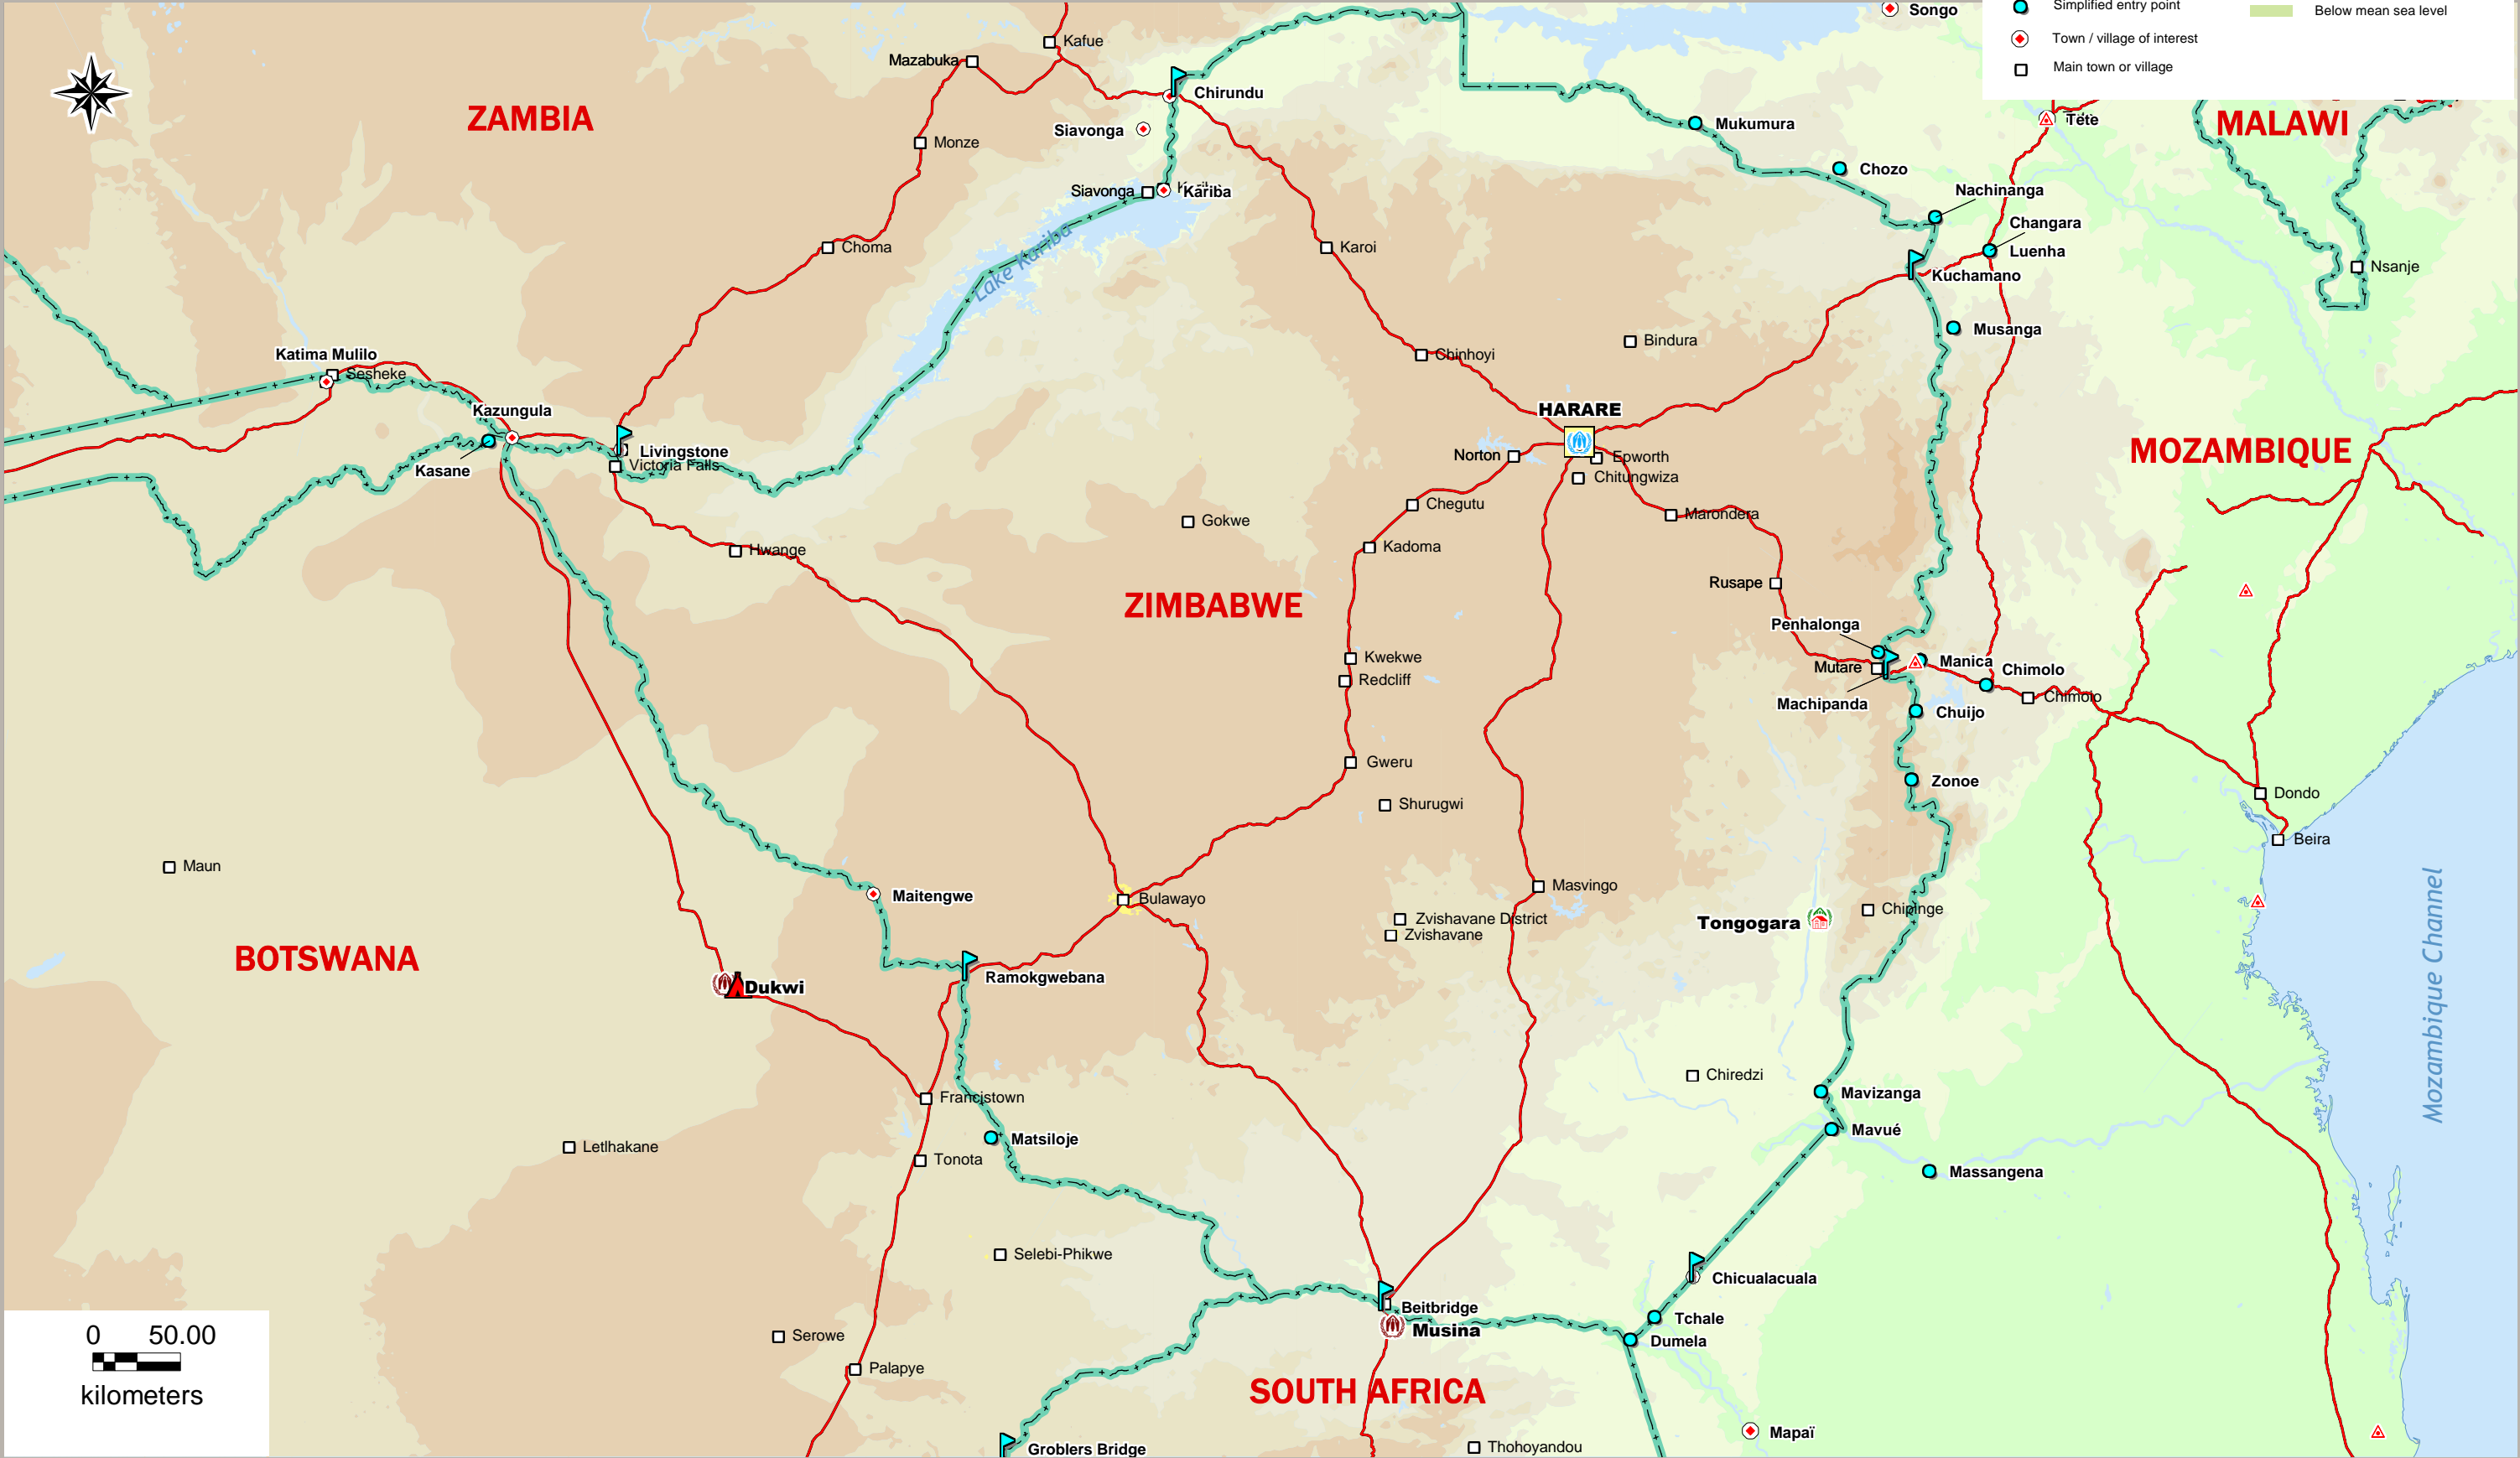 Songo
Simplified entry point
Below mean sea level
Town / village of interest
Main town or village
Kafue
Mazabuka
Chirundu
ZAMBIA
Siavonga
Mukumura
Tete
MALAWI
Monze
Chozo
Siavonga
Kariba
Nachinanga
Changara
Luenha
Choma
Karoi
Lake Kariba
Kuchamano
Nsanje
Musanga
Bindura
Katima Mulilo
Sesheke
Chinhoyi
Kazungula
HARARE
Livingstone
Victoria Falls
Kasane
Norton
Epworth
Chitungwiza
MOZAMBIQUE
Chegutu
Marondera
Gokwe
Kadoma
Hwange
Rusape
ZIMBABWE
Penhalonga
Kwekwe
Redcliff
Mutare
Manica
Chimolo
Machipanda
Chimolo
Chuijo
Gweru
Zonoe
Shurugwi
Dondo
Beira
Maun
Maitengwe
Bulawayo
Masvingo
Zvishavane District
Zvishavane
Tongogara
Chipinge
BOTSWANA
Ramokgwebana
Dukwi
Mozambique Channel
Chiredzi
Francistown
Mavizanga
Matsiloje
Mavué
Letlhakane
Tonota
Massangena
Selebi-Phikwe
Chicualacuala
Beitbridge
Musina
Tchale
Dumela
0 50.00
kilometers
Serowe
Palapye
SOUTH AFRICA
Groblers Bridge
Thohoyandou
Mapaï